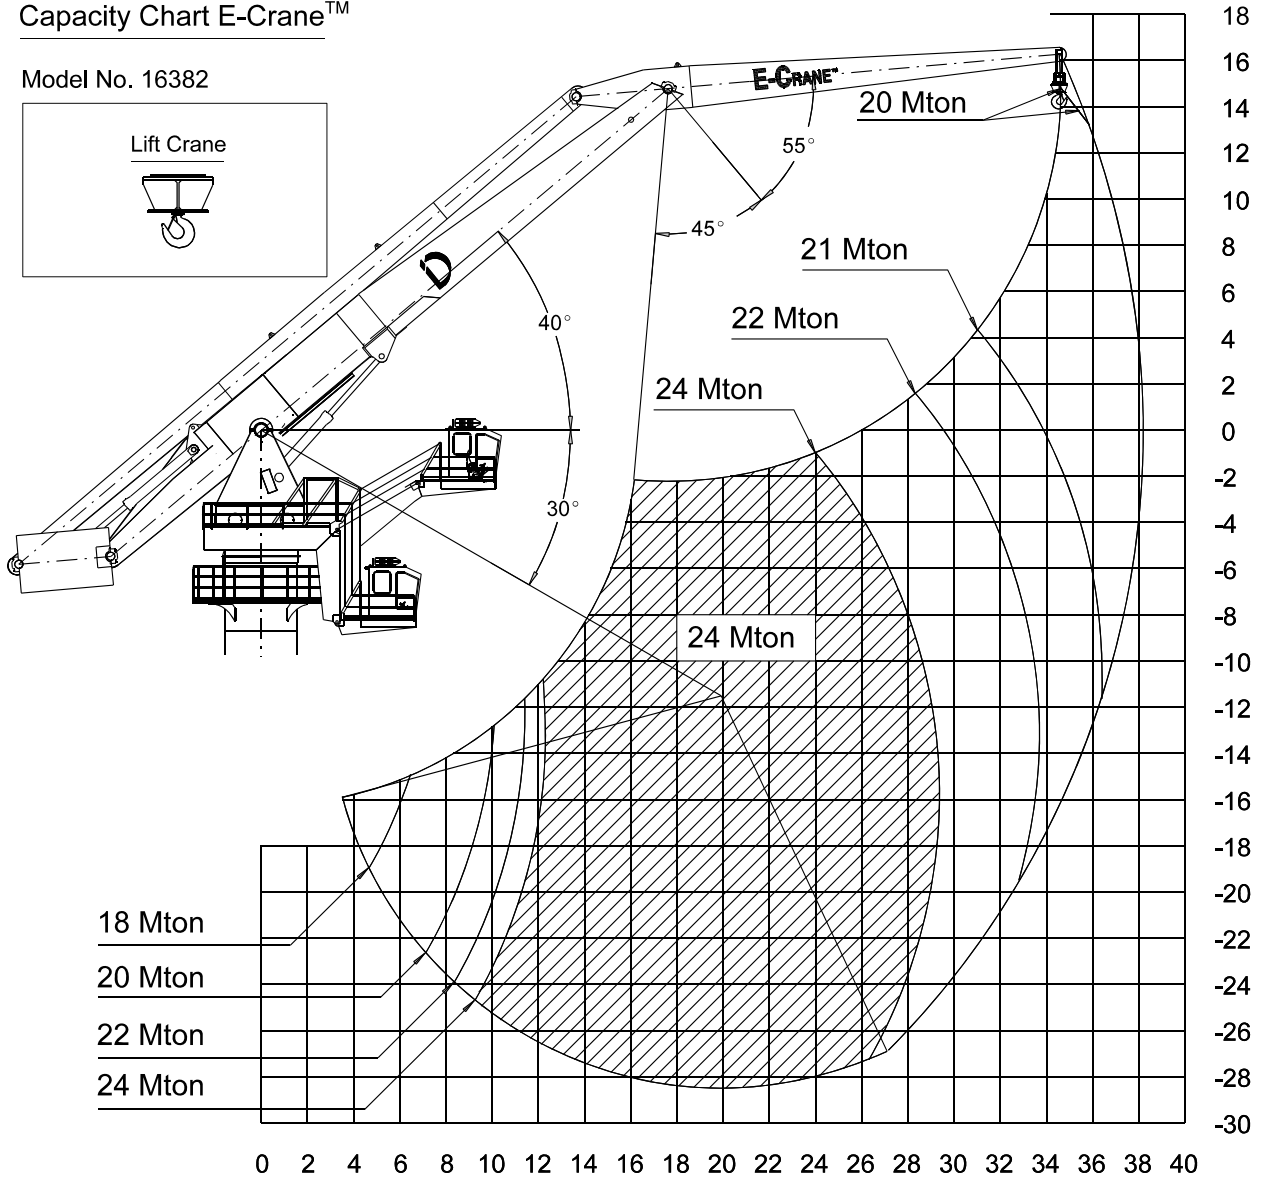 Capacity Chart E-Crane™
Model No. 16382
Lift Crane
E-CRANE™
20 Mton
55°
45°
21 Mton
22 Mton
40°
24 Mton
30°
24 Mton
18 Mton
20 Mton
22 Mton
24 Mton
18
16
14
12
10
8
6
4
2
0
-2
-4
-6
-8
-10
-12
-14
-16
-18
-20
-22
-24
-26
-28
-30
0 2 4 6 8 10 12 14 16 18 20 22 24 26 28 30 32 34 36 38 40